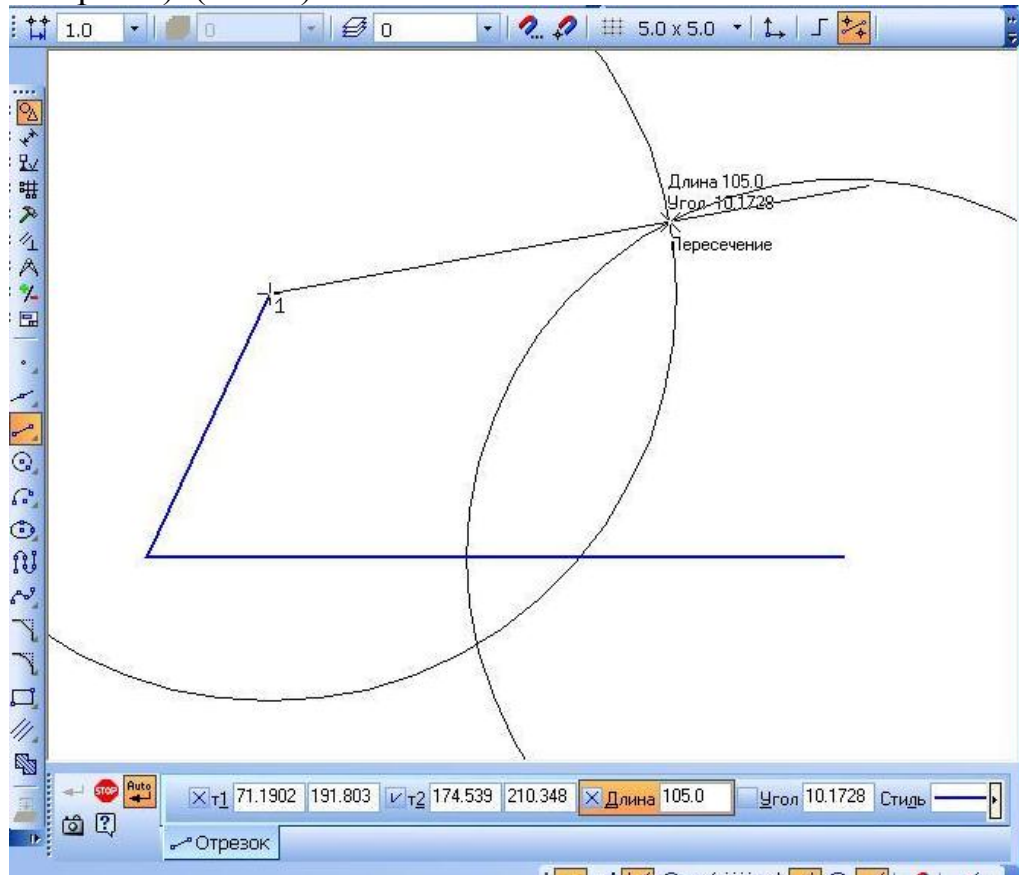 1.0 0 0 5.0 x 5.0
Длина 105.0
Угол 10.1728
Пересечение
1
STOP Auto
т1 71.1902 191.803 т2 174.539 210.348 Длина 105.0 Угол 10.1728 Стиль
Отрезок